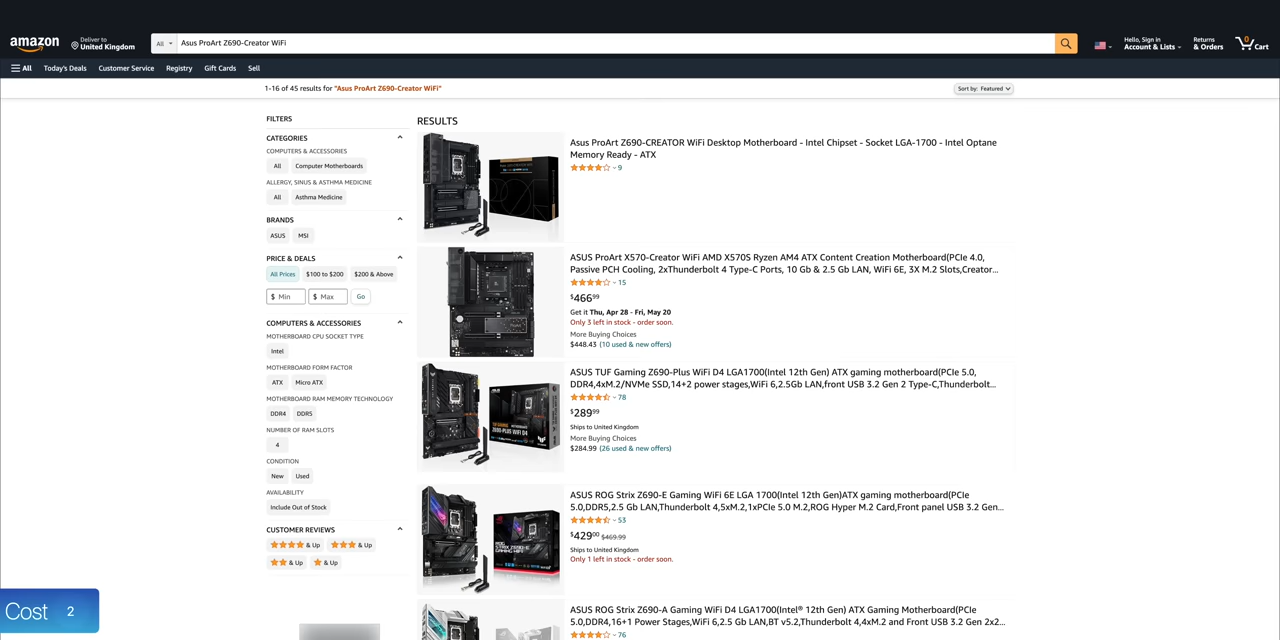 amazon
Deliver to
United Kingdom
All
Asus ProArt Z690-Creator WiFi
Hello, Sign in
Account & Lists
Returns
& Orders
0
Cart
All
Today's Deals
Customer Service
Registry
Gift Cards
Sell
1-16 of 45 results for "Asus ProArt Z690-Creator WiFi"
Sort by: Featured
FILTERS
CATEGORIES
COMPUTERS & ACCESSORIES
All
Computer Motherboards
ALLERGY, SINUS & ASTHMA MEDICINE
All
Asthma Medicine
BRANDS
ASUS
MSI
PRICE & DEALS
All Prices
$100 to $200
$200 & Above
$ Min
$ Max
Go
COMPUTERS & ACCESSORIES
MOTHERBOARD CPU SOCKET TYPE
Intel
MOTHERBOARD FORM FACTOR
ATX
Micro ATX
MOTHERBOARD RAM MEMORY TECHNOLOGY
DDR4
DDR5
NUMBER OF RAM SLOTS
4
CONDITION
New
Used
AVAILABILITY
Include Out of Stock
CUSTOMER REVIEWS
& Up
& Up
& Up
& Up
Cost 2
RESULTS
Asus ProArt Z690-CREATOR WiFi Desktop Motherboard - Intel Chipset - Socket LGA-1700 - Intel Optane
Memory Ready - ATX
9
ASUS ProArt X570-Creator WiFi AMD X570S Ryzen AM4 ATX Content Creation Motherboard(PCIe 4.0,
Passive PCH Cooling, 2xThunderbolt 4 Type-C Ports, 10 Gb & 2.5 Gb LAN, WiFi 6E, 3X M.2 Slots,Creator...
15
$46699
Get it Thu, Apr 28 - Fri, May 20
Only 3 left in stock - order soon.
More Buying Choices
$448.43 (10 used & new offers)
ASUS TUF Gaming Z690-Plus WiFi D4 LGA1700(Intel 12th Gen) ATX gaming motherboard(PCIe 5.0,
DDR4,4xM.2/NVMe SSD,14+2 power stages,WiFi 6,2.5Gb LAN,front USB 3.2 Gen 2 Type-C,Thunderbolt...
78
$28999
Ships to United Kingdom
More Buying Choices
$284.99 (26 used & new offers)
ASUS ROG Strix Z690-E Gaming WiFi 6E LGA 1700(Intel 12th Gen)ATX gaming motherboard(PCIe
5.0,DDR5,2.5 Gb LAN,Thunderbolt 4,5xM.2,1xPCIe 5.0 M.2,ROG Hyper M.2 Card,Front panel USB 3.2 Gen...
53
$42900 $469.99
Ships to United Kingdom
Only 1 left in stock - order soon.
ASUS ROG Strix Z690-A Gaming WiFi D4 LGA1700(Intel® 12th Gen) ATX Gaming Motherboard(PCIe
5.0,DDR4,16+1 Power Stages,WiFi 6,2.5 Gb LAN,BT v5.2,Thunderbolt 4,4xM.2 and Front USB 3.2 Gen 2x2...
76